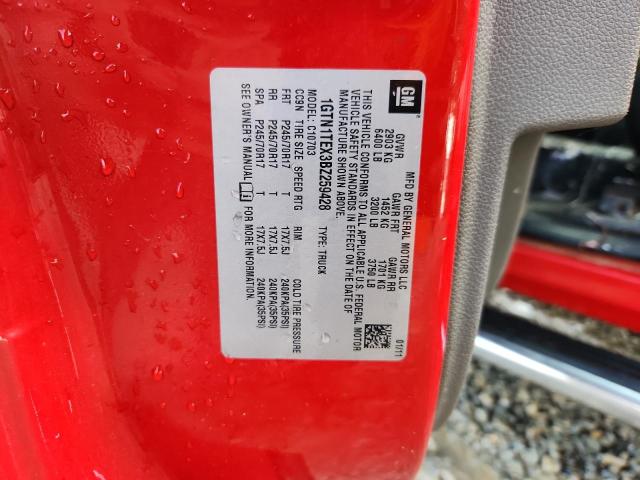 GM
MFD BY GENERAL MOTORS LLC 01/11
GVWR GAWR FRT GAWR RR
2903 KG 1452 KG 1701 KG
6400 LB 3200 LB 3750 LB
THIS VEHICLE CONFORMS TO ALL APPLICABLE U.S. FEDERAL MOTOR
VEHICLE SAFETY STANDARDS IN EFFECT ON THE DATE OF
MANUFACTURE SHOWN ABOVE.
1GTN1TEX3BZ259428 TYPE: TRUCK
MODEL: C10703
CC9N TIRE SIZE SPEED RTG RIM COLD TIRE PRESSURE
FRT P245/70R17 T 17X7.5J 240KPA(35PSI)
RR P245/70R17 T 17X7.5J 240KPA(35PSI)
SPA P245/70R17 T 17X7.5J 240KPA(35PSI)
SEE OWNER'S MANUAL FOR MORE INFORMATION.